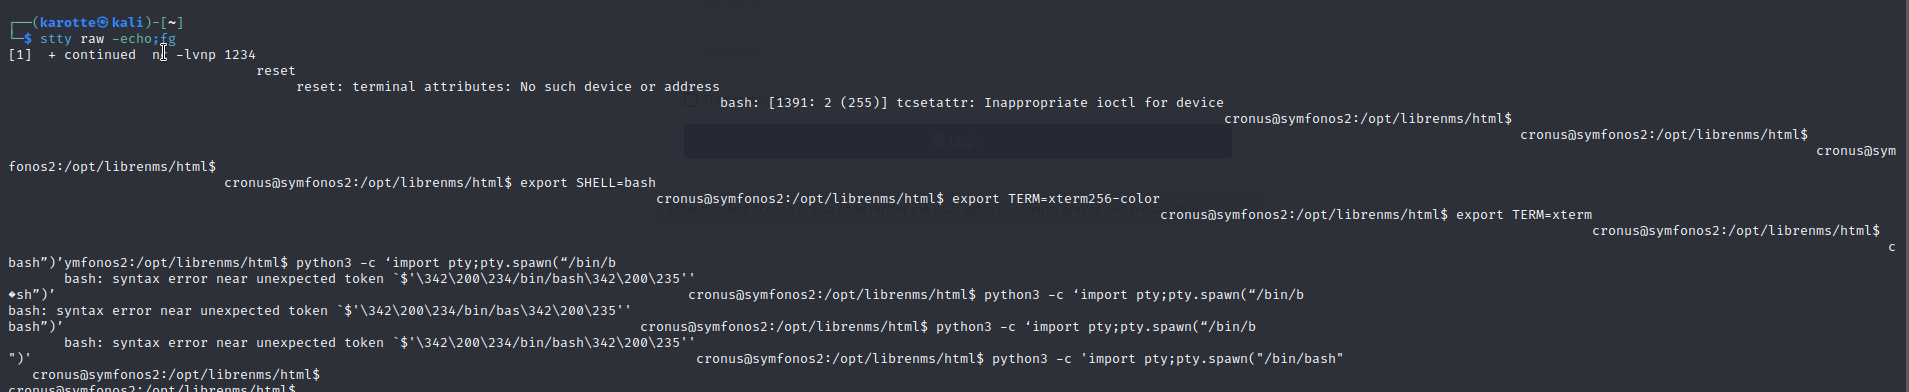 ┌──(karotte㉿kali)-[~]
└─$ stty raw -echo;fg
[1]  + continued  nc -lvnp 1234
reset
reset: terminal attributes: No such device or address
bash: [1391: 2 (255)] tcsetattr: Inappropriate ioctl for device
cronus@symfonos2:/opt/librenms/html$
cronus@symfonos2:/opt/librenms/html$
cronus@sym
fonos2:/opt/librenms/html$
cronus@symfonos2:/opt/librenms/html$ export SHELL=bash
cronus@symfonos2:/opt/librenms/html$ export TERM=xterm256-color
cronus@symfonos2:/opt/librenms/html$ export TERM=xterm
cronus@symfonos2:/opt/librenms/html$
c
bash”)’ymfonos2:/opt/librenms/html$ python3 -c ‘import pty;pty.spawn(“/bin/b
bash: syntax error near unexpected token `$'\342\200\234/bin/bash\342\200\235''
�sh”)’ cronus@symfonos2:/opt/librenms/html$ python3 -c ‘import pty;pty.spawn(“/bin/b
bash: syntax error near unexpected token `$'\342\200\234/bin/bas\342\200\235''
bash”)’ cronus@symfonos2:/opt/librenms/html$ python3 -c ‘import pty;pty.spawn(“/bin/b
bash: syntax error near unexpected token `$'\342\200\234/bin/bash\342\200\235''
")' cronus@symfonos2:/opt/librenms/html$ python3 -c 'import pty;pty.spawn("/bin/bash"
cronus@symfonos2:/opt/librenms/html$
cronus@symfonos2:/opt/librenms/html$
Password
Login